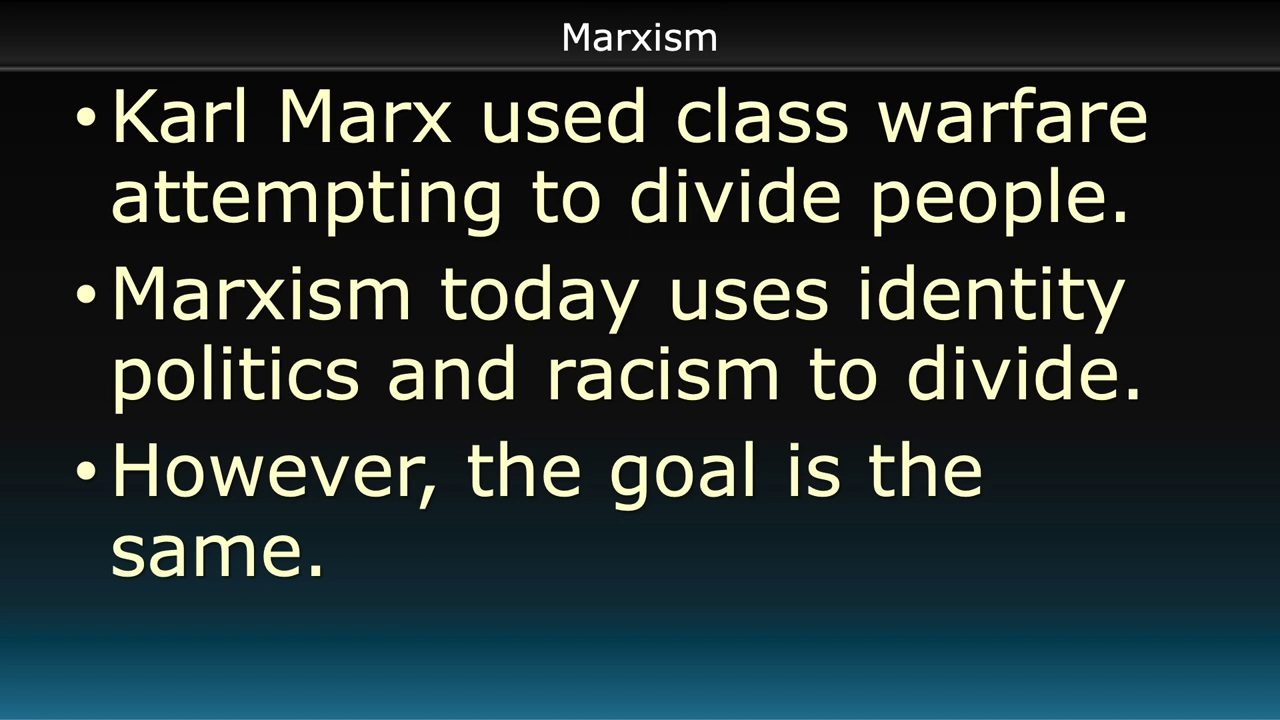 Marxism
• Karl Marx used class warfare
attempting to divide people.
• Marxism today uses identity
politics and racism to divide.
• However, the goal is the
same.